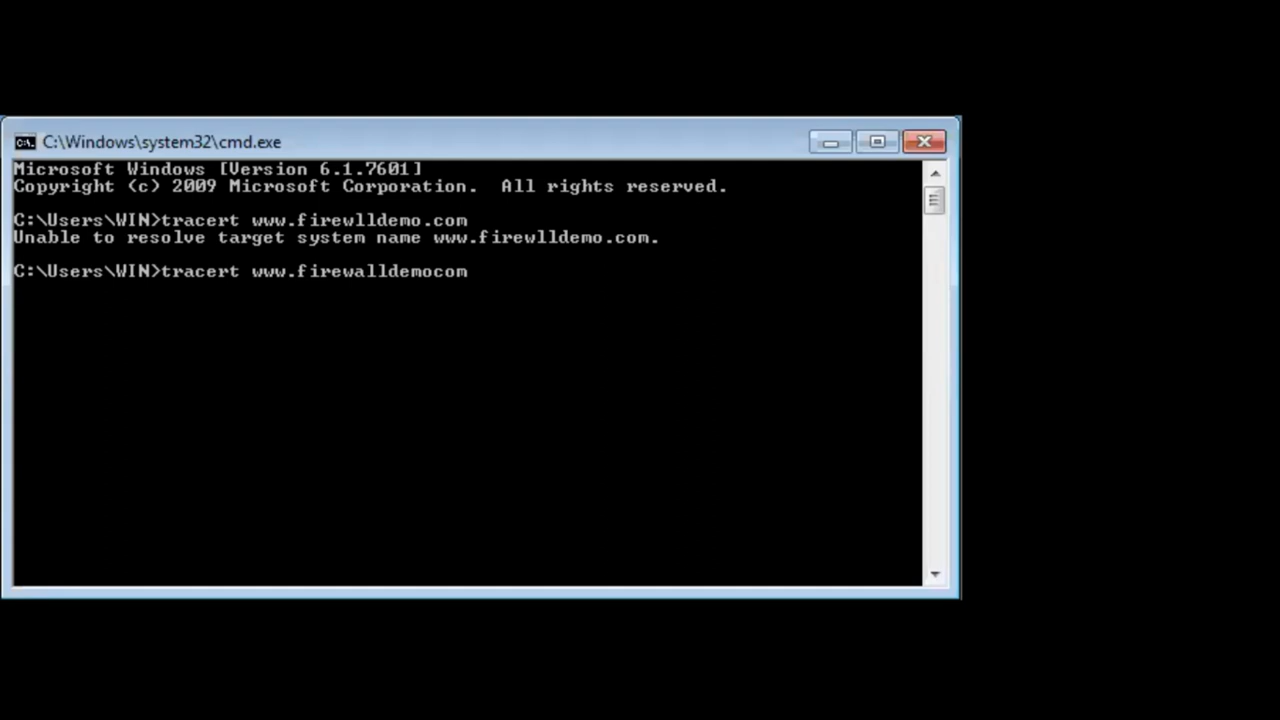 C:\Windows\system32\cmd.exe
Microsoft Windows [Version 6.1.7601]
Copyright (c) 2009 Microsoft Corporation.  All rights reserved.
C:\Users\WIN>tracert www.firewlldemo.com
Unable to resolve target system name www.firewlldemo.com.
C:\Users\WIN>tracert www.firewalldemocom